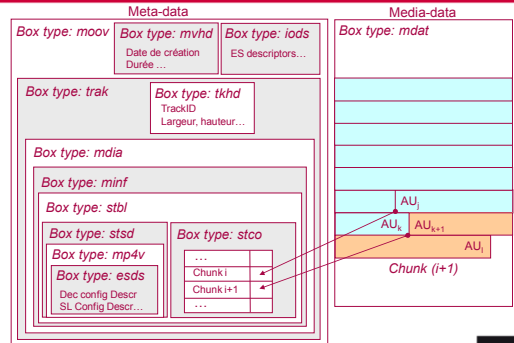 Meta-data
Media-data
Box type: moov
Box type: mvhd
Date de création
Durée ...
Box type: iods
ES descriptors…
Box type: mdat
Box type: trak
Box type: tkhd
TrackID
Largeur, hauteur…
Box type: mdia
Box type: minf
Box type: stbl
Box type: stsd
Box type: mp4v
Box type: esds
Dec config Descr
SL Config Descr…
Box type: stco
…
Chunk i
Chunk i+1
…
AUj
AUk
AUk+1
AUl
Chunk (i+1)